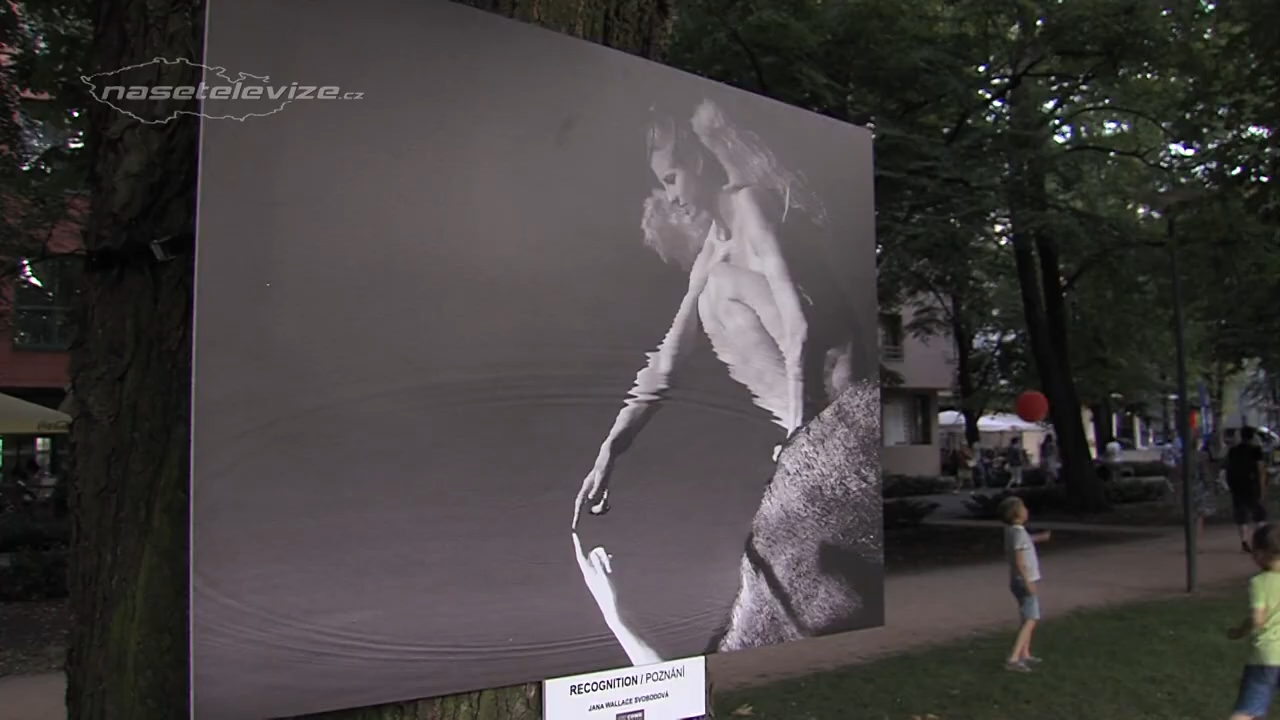 nasetelevize.cz
RECOGNITION / POZNÁNÍ
JANA WALLACE SVOBODOVÁ